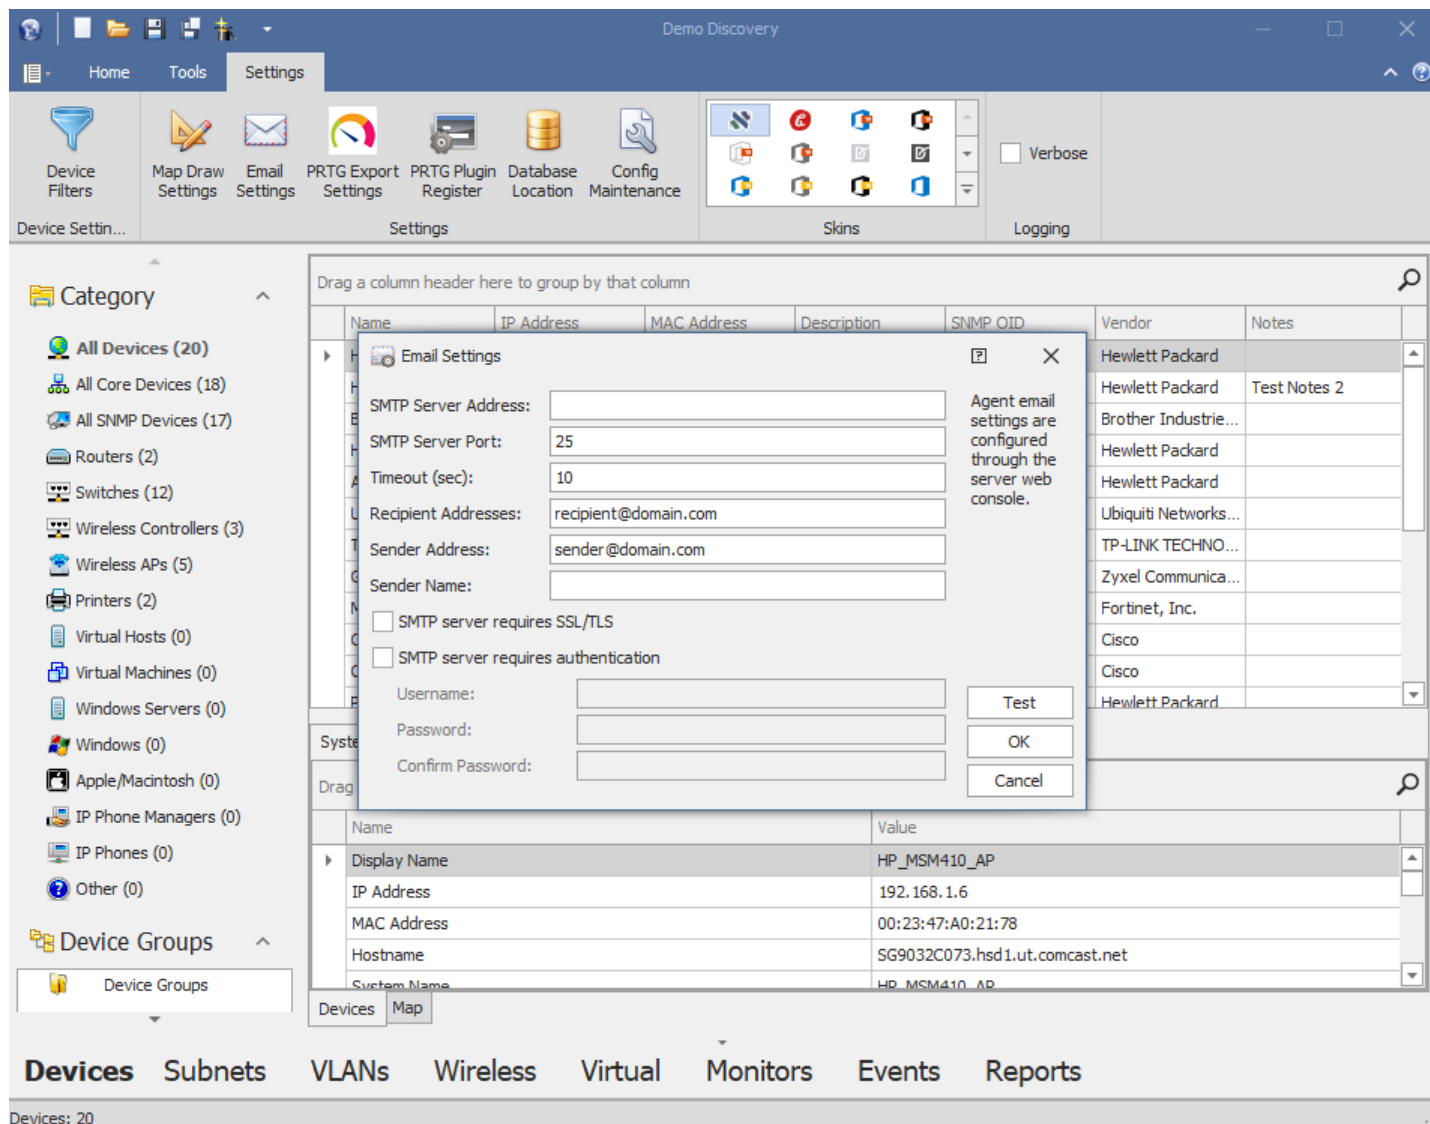 Demo Discovery
Home Tools Settings
Device Filters
Map Draw Settings
Email Settings
PRTG Export Settings
PRTG Plugin Register
Database Location
Config Maintenance
Verbose
Device Settin...
Settings
Skins
Logging
Category
All Devices (20)
All Core Devices (18)
All SNMP Devices (17)
Routers (2)
Switches (12)
Wireless Controllers (3)
Wireless APs (5)
Printers (2)
Virtual Hosts (0)
Virtual Machines (0)
Windows Servers (0)
Windows (0)
Apple/Macintosh (0)
IP Phone Managers (0)
IP Phones (0)
Other (0)
Device Groups
Device Groups
Drag a column header here to group by that column
Name IP Address MAC Address Description SNMP OID Vendor Notes
Hewlett Packard
Hewlett Packard Test Notes 2
Brother Industrie...
Hewlett Packard
Hewlett Packard
Ubiquiti Networks...
TP-LINK TECHNO...
Zyxel Communica...
Fortinet, Inc.
Cisco
Cisco
Hewlett Packard
Email Settings
SMTP Server Address:
SMTP Server Port: 25
Timeout (sec): 10
Recipient Addresses: recipient@domain.com
Sender Address: sender@domain.com
Sender Name:
SMTP server requires SSL/TLS
SMTP server requires authentication
Username:
Password:
Confirm Password:
Agent email
settings are
configured
through the
server web
console.
Test
OK
Cancel
Syste
Drag
Name Value
Display Name HP_MSM410_AP
IP Address 192.168.1.6
MAC Address 00:23:47:A0:21:78
Hostname SG9032C073.hsd1.ut.comcast.net
System Name HP_MSM410_AP
Devices Map
Devices Subnets VLANs Wireless Virtual Monitors Events Reports
Devices: 20